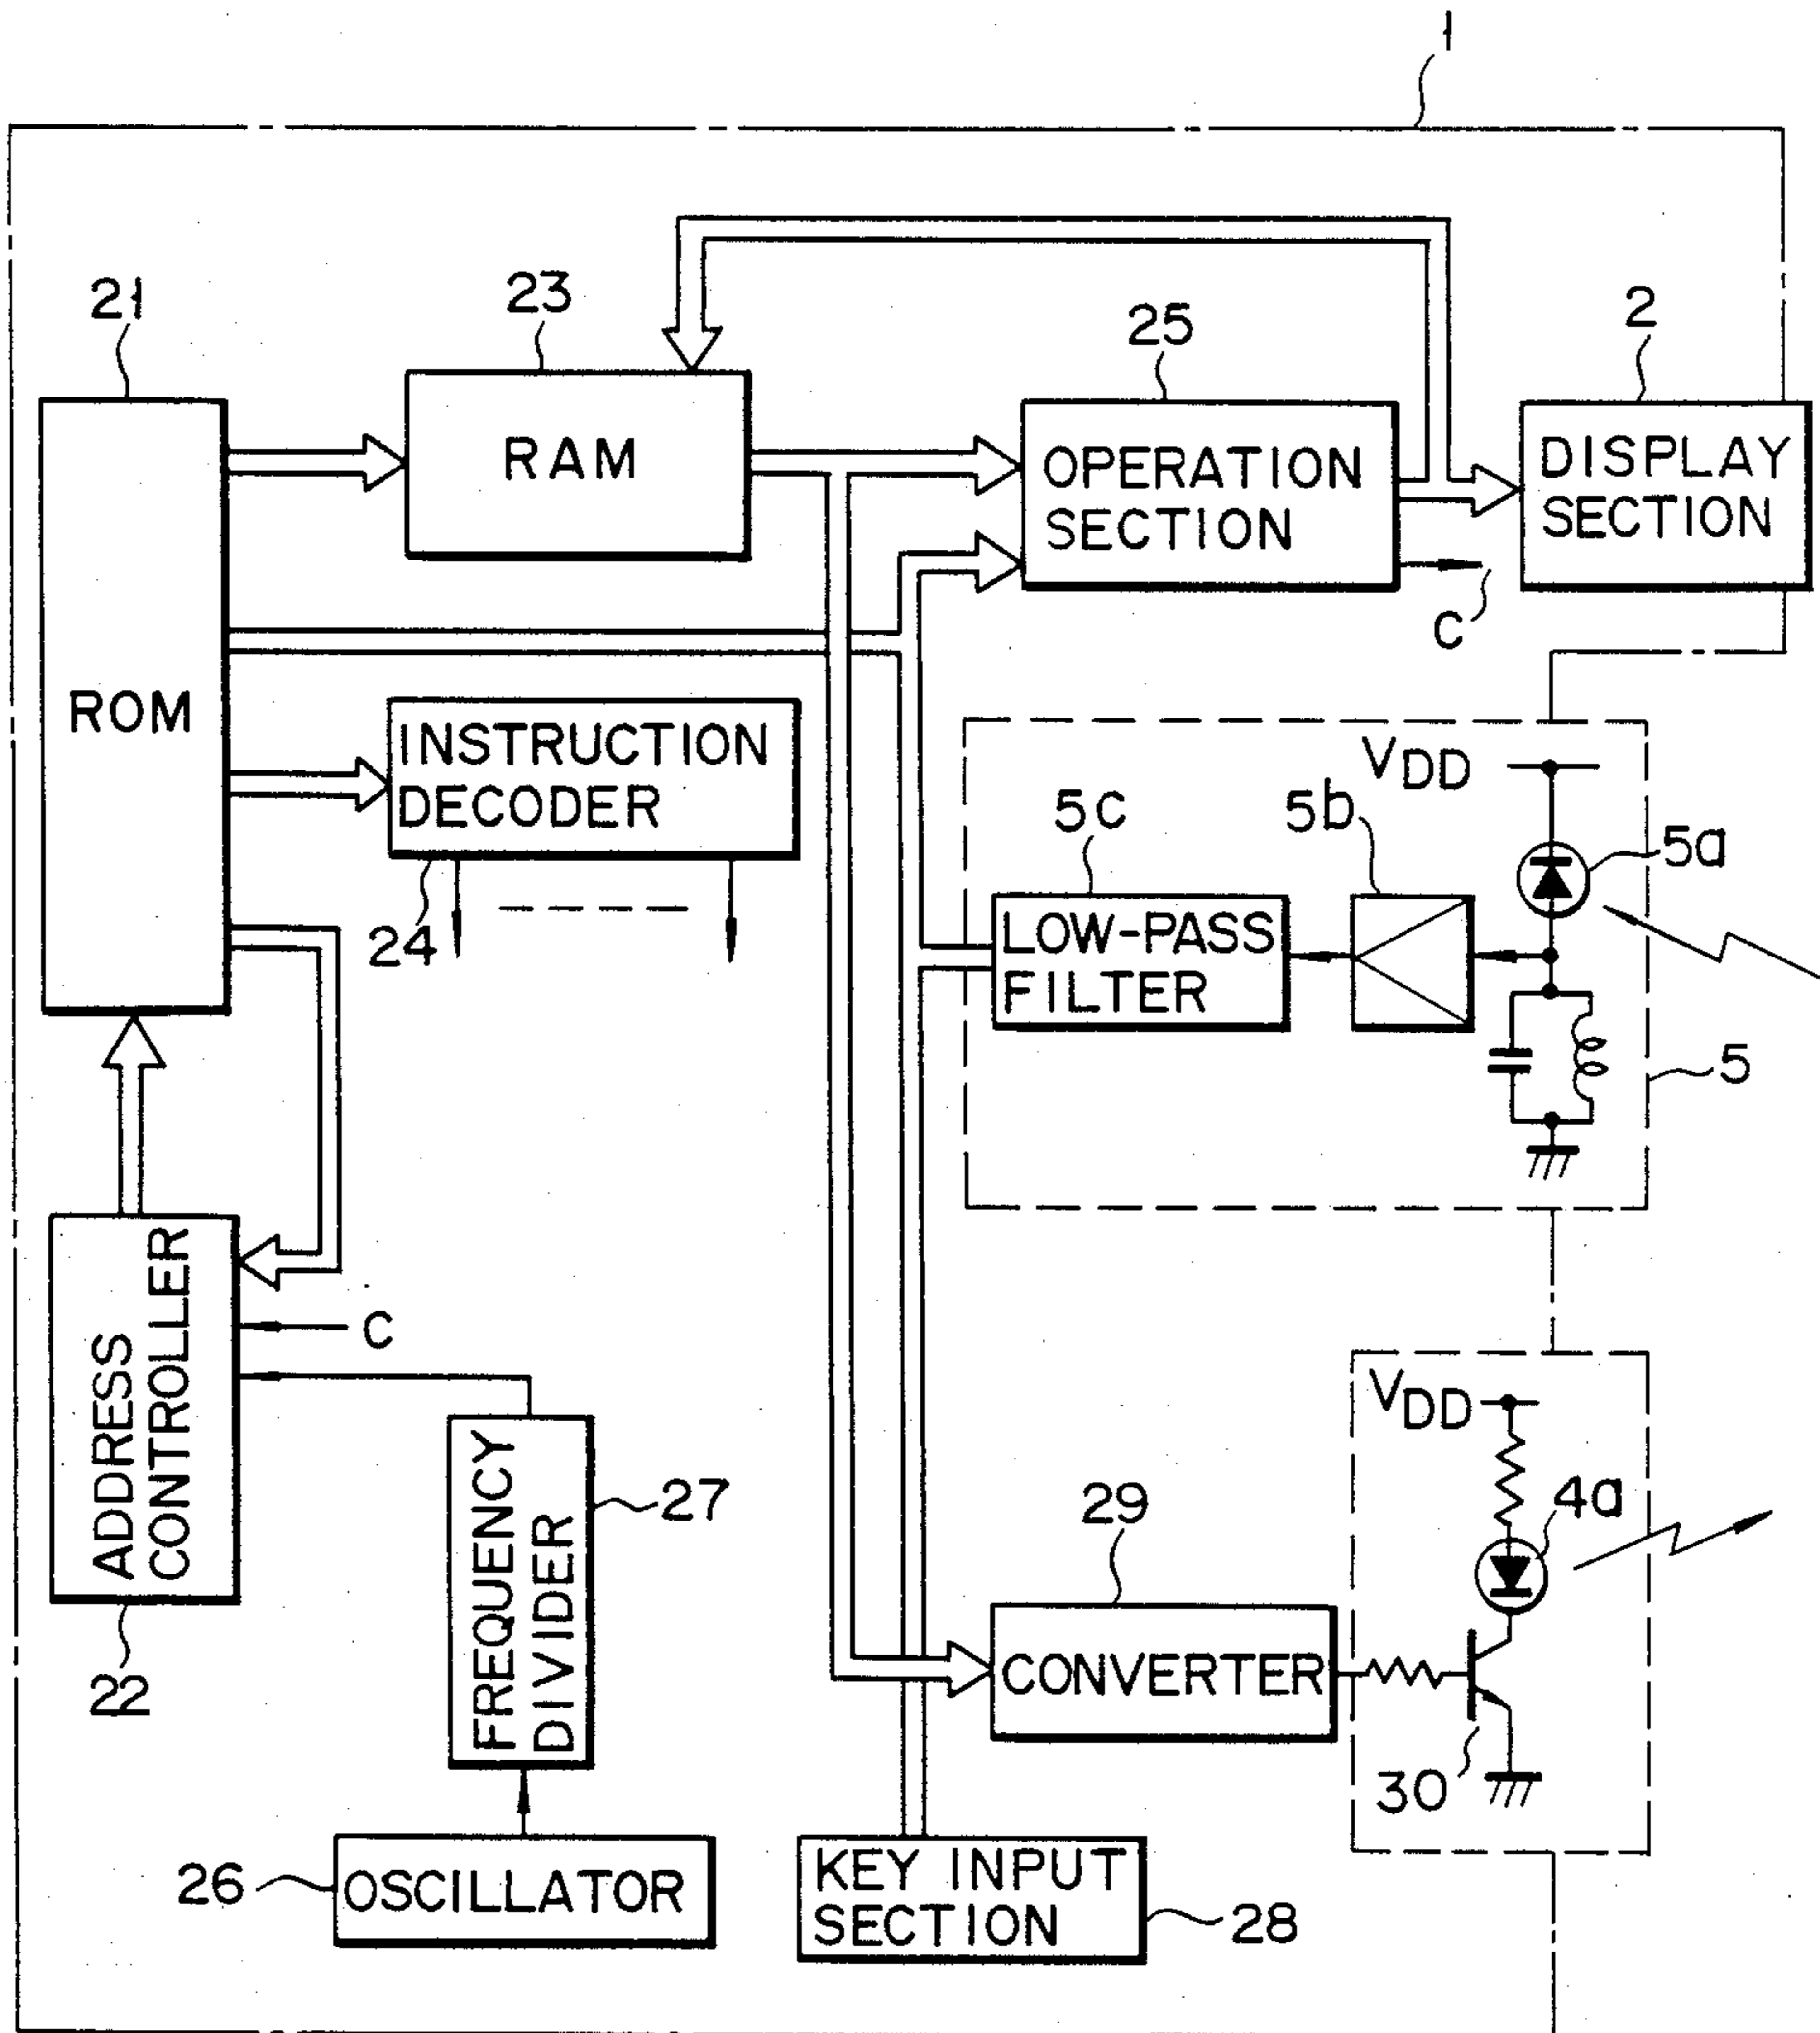 1
21
23
25
2
RAM
OPERATION
SECTION
DISPLAY
SECTION
C
ROM
INSTRUCTION
DECODER
24
VDD
5c
5b
5a
LOW-PASS
FILTER
5
ADDRESS
CONTROLLER
C
22
FREQUENCY
DIVIDER
27
VDD
4a
29
CONVERTER
30
26
OSCILLATOR
KEY INPUT
SECTION
28